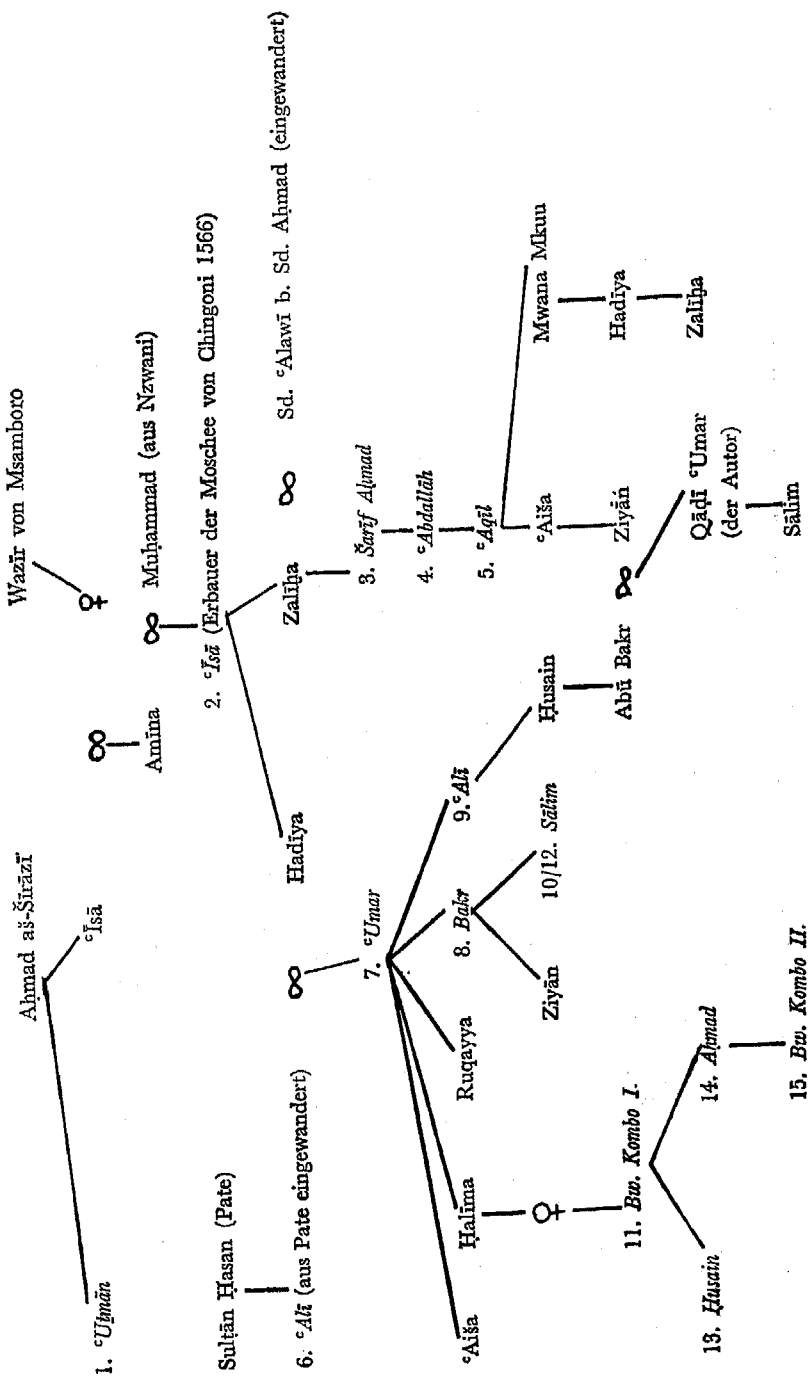 Wazīr von Msamboro
Aḥmad aš-Šīrāzī
ʿĪsā
♀
1. ʿUṯmān
∞
Amīna ∞ Muḥammad (aus Nzwani)
2. ʿĪsā (Erbauer der Moschee von Chingoni 1566)
Sulṭān Ḥasan (Pate)
Hadīya Zalīḫa ∞ Sd. ʿAlawī b. Sd. Aḥmad (eingewandert)
6. ʿAlī (aus Pate eingewandert) ∞
7. ʿUmar 3. Šarīf Aḥmad
4. ʿAbdallāh
ʿAiša Ḥalīma Ruqayya 8. Bakr 9. ʿAlī 5. ʿAqīl
♀ Ziyān 10/12. Sālim Ḥusain ʿAiša Mwana Mkuu
11. Bw. Kombo I. Abū Bakr ∞ Ziyān Hadīya
13. Ḥusain 14. Aḥmad Qāḍī ʿUmar Zalīḫa
(der Autor)
15. Bw. Kombo II. Sālim